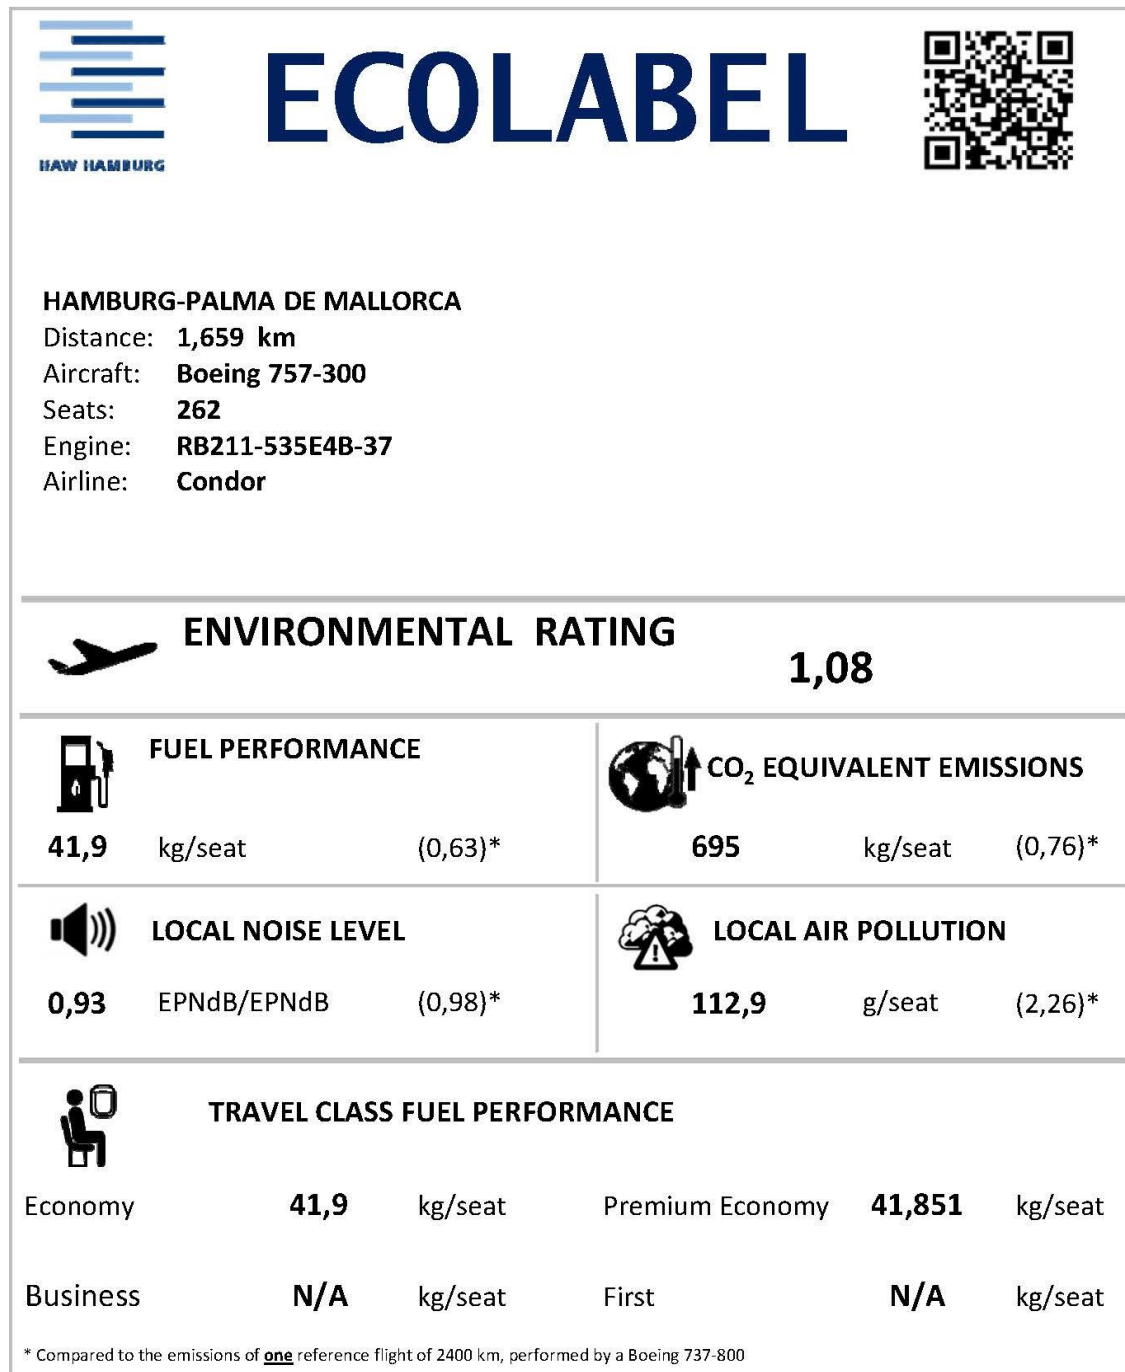 HAW HAMBURG
ECOLABEL
HAMBURG-PALMA DE MALLORCA
Distance: 1,659 km
Aircraft: Boeing 757-300
Seats: 262
Engine: RB211-535E4B-37
Airline: Condor
ENVIRONMENTAL RATING
1,08
FUEL PERFORMANCE
41,9 kg/seat (0,63)*
CO₂ EQUIVALENT EMISSIONS
695 kg/seat (0,76)*
LOCAL NOISE LEVEL
0,93 EPNdB/EPNdB (0,98)*
LOCAL AIR POLLUTION
112,9 g/seat (2,26)*
TRAVEL CLASS FUEL PERFORMANCE
Economy 41,9 kg/seat Premium Economy 41,851 kg/seat
Business N/A kg/seat First N/A kg/seat
* Compared to the emissions of one reference flight of 2400 km, performed by a Boeing 737-800